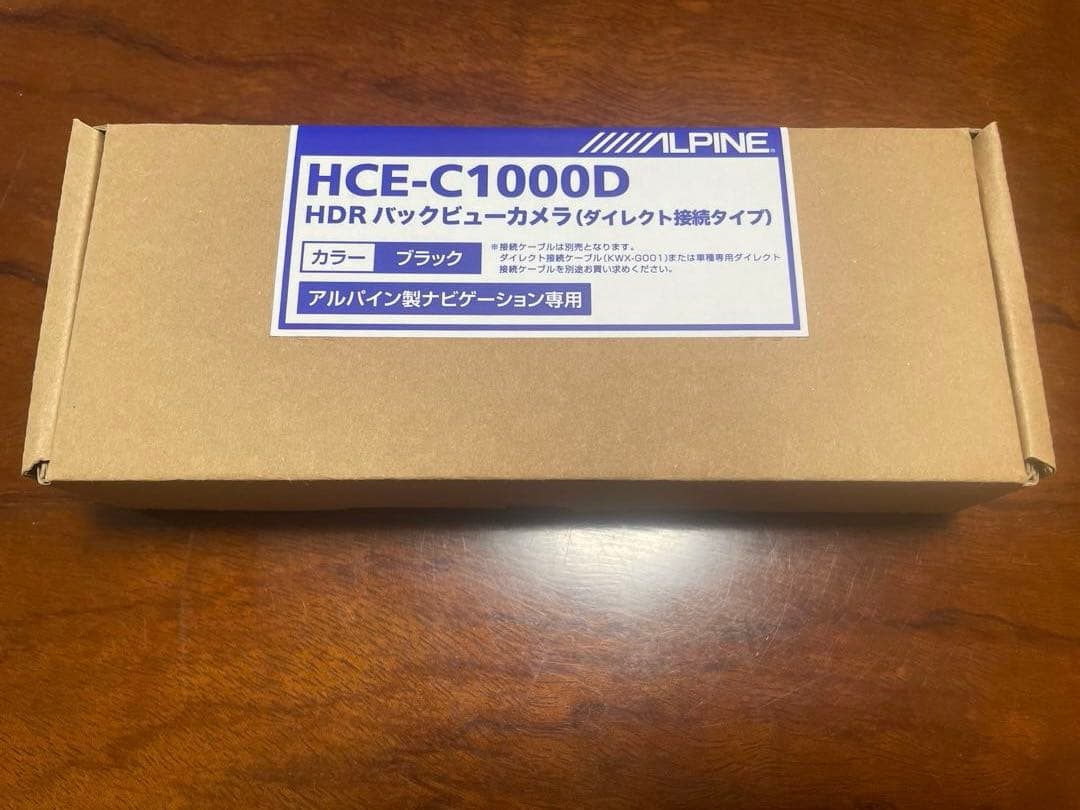 ALPINE
HCE-C1000D
HDR バックビューカメラ(ダイレクト接続タイプ)
カラー ブラック
※接続ケーブルは別売となります。
ダイレクト接続ケーブル(KWX-G001)または車種専用ダイレクト
接続ケーブルを別途お買い求めください。
アルパイン製ナビゲーション専用